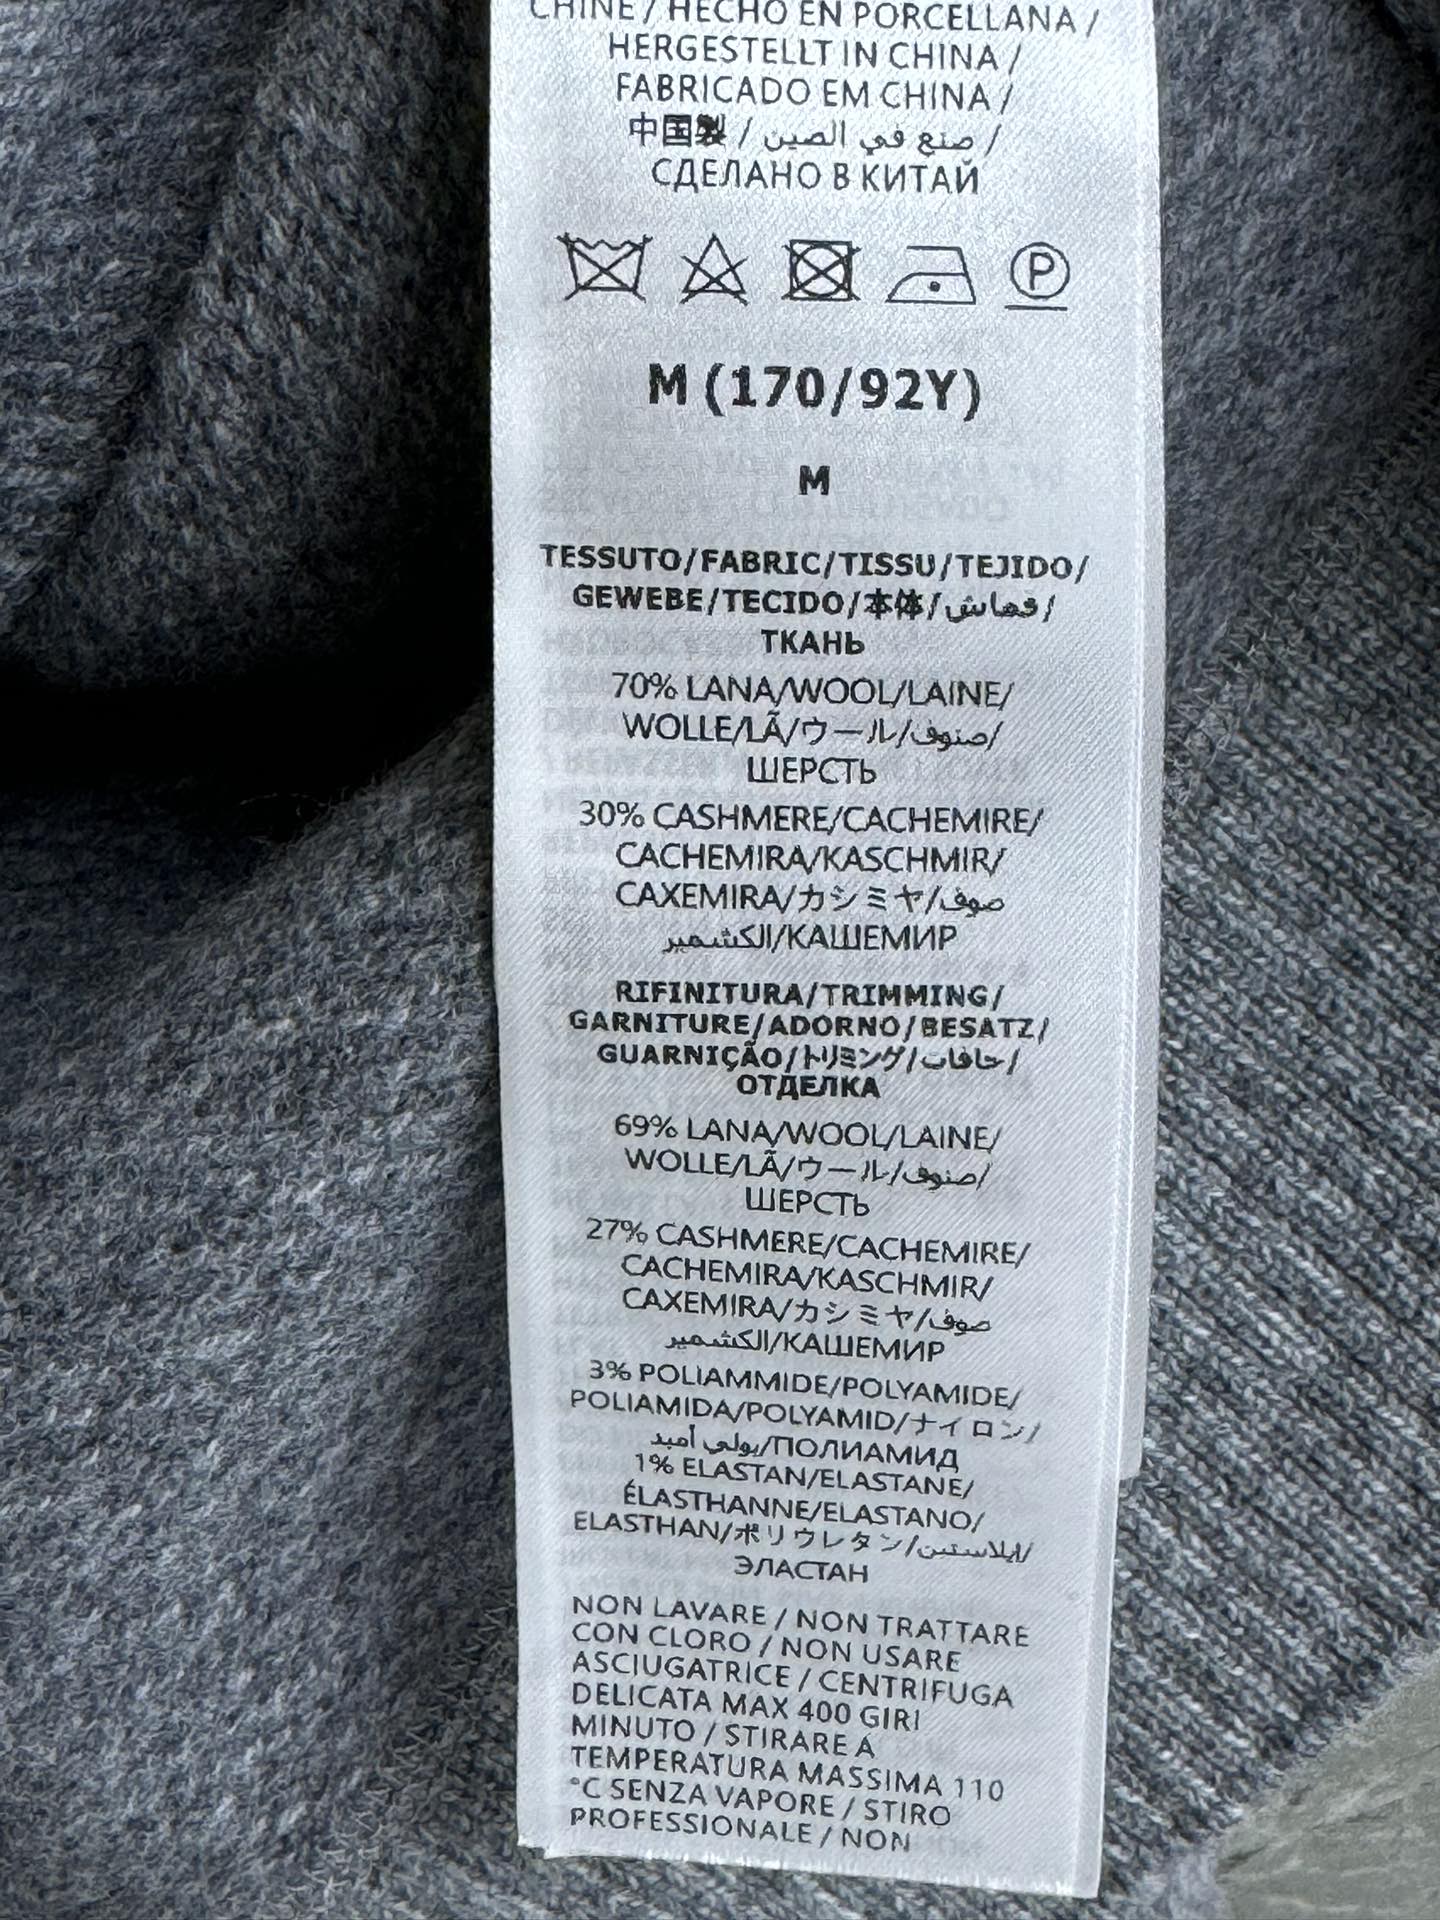 CHINE / HECHO EN PORCELLANA /
HERGESTELLT IN CHINA /
FABRICADO EM CHINA /
中国製 / صنع في الصين /
СДЕЛАНО В КИТАЙ
P
M (170/92Y)
M
TESSUTO/FABRIC/TISSU/TEJIDO/
GEWEBE/TECIDO/本体/قماش/
ТКАНЬ
70% LANA/WOOL/LAINE/
WOLLE/LÃ/ウール/صنوف/
ШЕРСТЬ
30% CASHMERE/CACHEMIRE/
CACHEMIRA/KASCHMIR/
CAXEMIRA/カシミヤ/صوف
الكشمير/КАШЕМИР
RIFINITURA/TRIMMING/
GARNITURE/ADORNO/BESATZ/
GUARNIÇÃO/トリミング/حافات/
ОТДЕЛКА
69% LANA/WOOL/LAINE/
WOLLE/LÃ/ウール/صنوف/
ШЕРСТЬ
27% CASHMERE/CACHEMIRE/
CACHEMIRA/KASCHMIR/
CAXEMIRA/カシミヤ/صوف
الكشمير/КАШЕМИР
3% POLIAMMIDE/POLYAMIDE/
POLIAMIDA/POLYAMID/ナイロン/
بولي أميد/ПОЛИАМИД
1% ELASTAN/ELASTANE/
ÉLASTHANNE/ELASTANO/
ELASTHAN/ポリウレタン/إيلاستين/
ЭЛАСТАН
NON LAVARE / NON TRATTARE
CON CLORO / NON USARE
ASCIUGATRICE / CENTRIFUGA
DELICATA MAX 400 GIRI
MINUTO / STIRARE A
TEMPERATURA MASSIMA 110
°C SENZA VAPORE / STIRO
PROFESSIONALE / NON